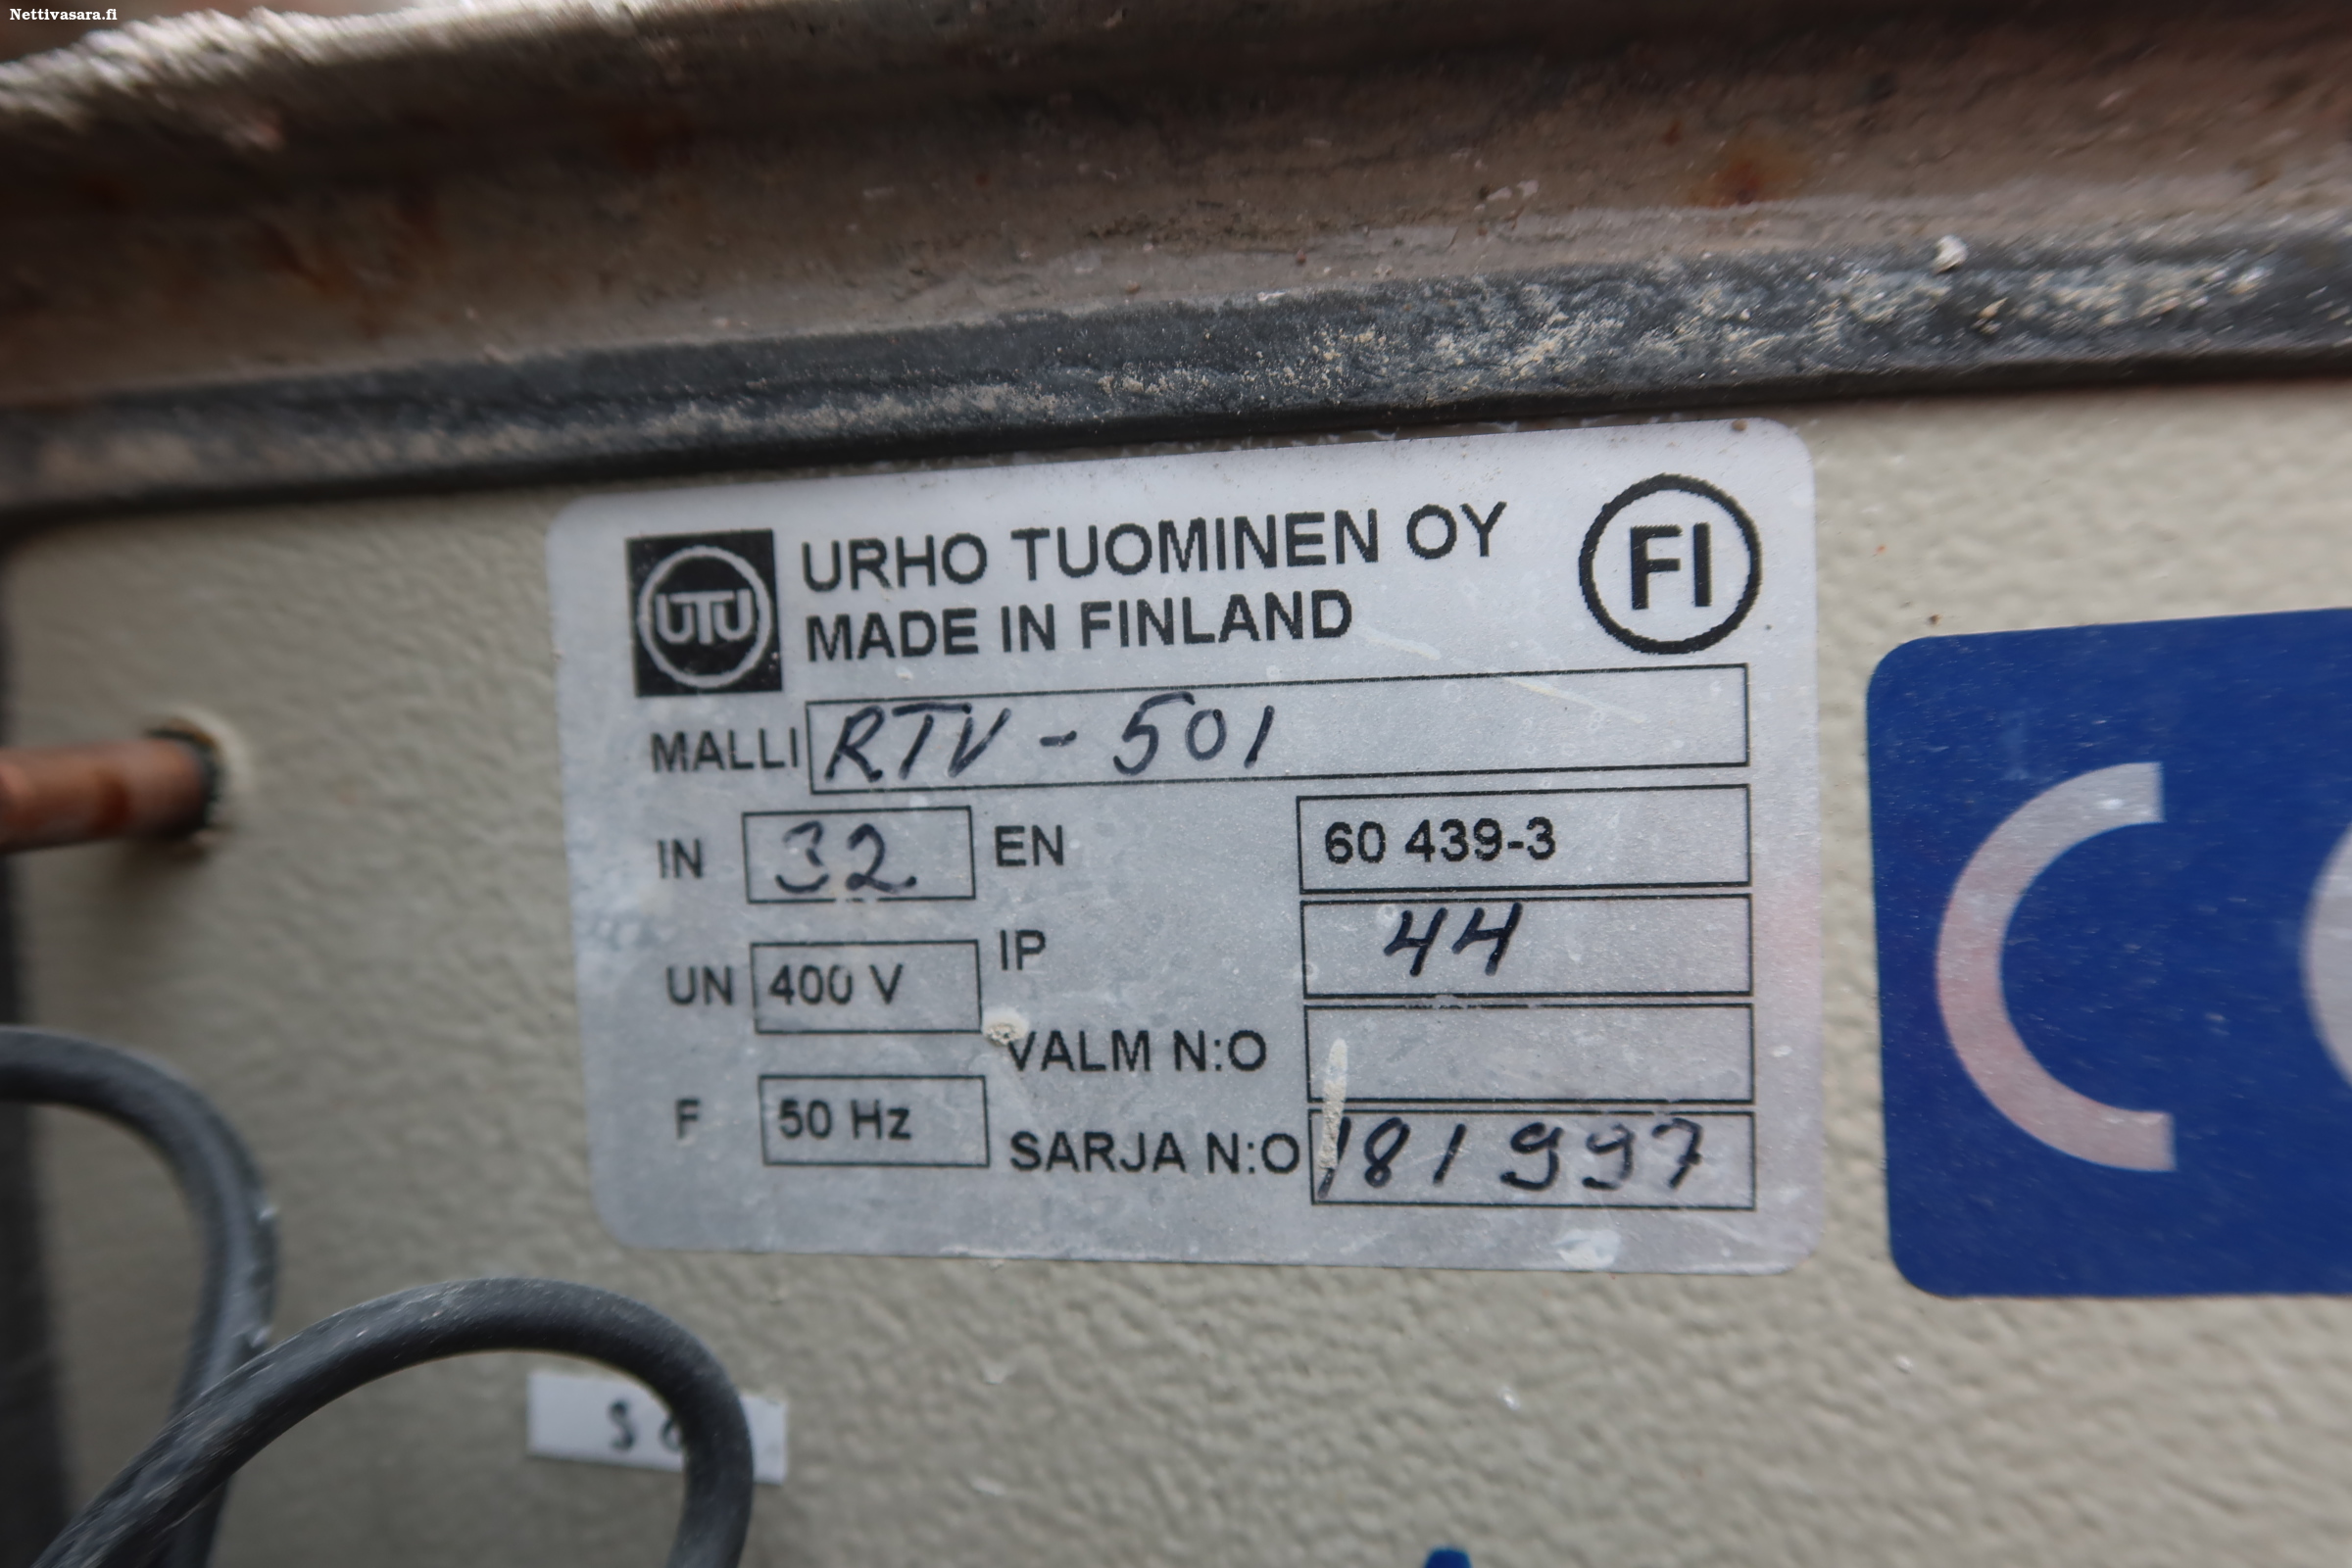 Nettivasara.fi
UTU
URHO TUOMINEN OY
FI
MADE IN FINLAND
MALLI RTV - 501
IN 32 EN 60 439-3
UN 400 V IP 44
VALM N:O
F 50 Hz SARJA N:O 181997